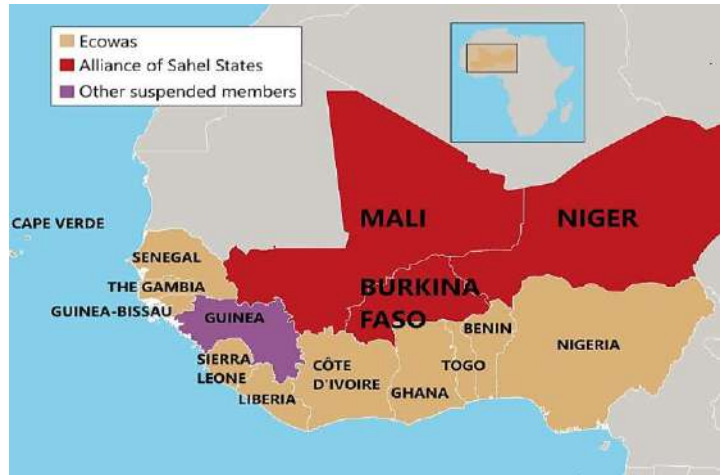 Ecowas
Alliance of Sahel States
Other suspended members
CAPE VERDE
MALI
NIGER
SENEGAL
THE GAMBIA
GUINEA-BISSAU
GUINEA
BURKINA
FASO
BENIN
NIGERIA
SIERRA
LEONE
LIBERIA
CÔTE
D'IVOIRE
GHANA
TOGO